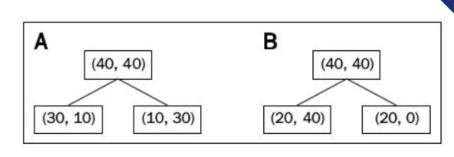 A B
(40, 40) (40, 40)
(30, 10) (10, 30) (20, 40) (20, 0)